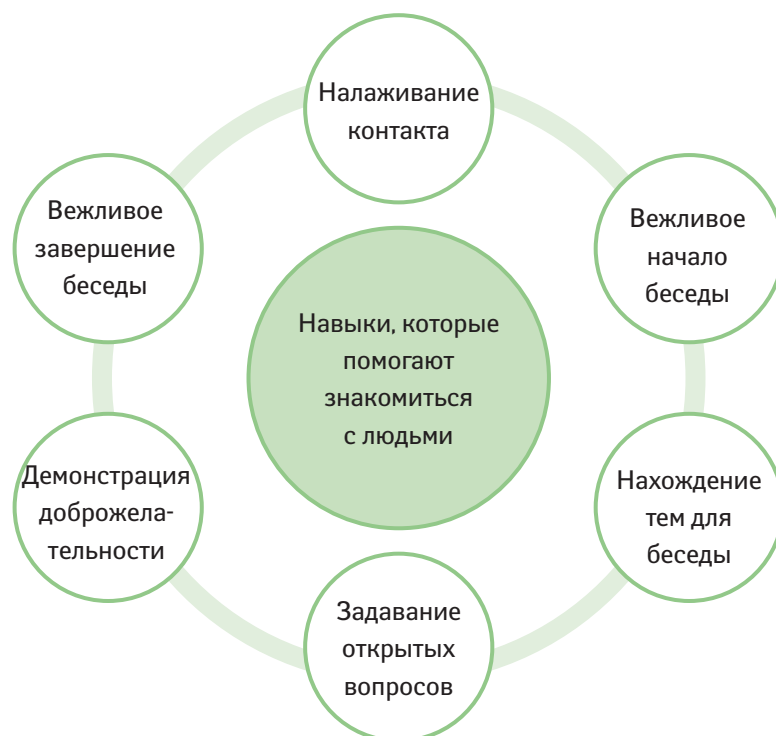 Налаживание
контакта
Вежливое
начало
беседы
Нахождение
тем для
беседы
Задавание
открытых
вопросов
Демонстрация
доброжела-
тельности
Вежливое
завершение
беседы
Навыки, которые
помогают
знакомиться
с людьми